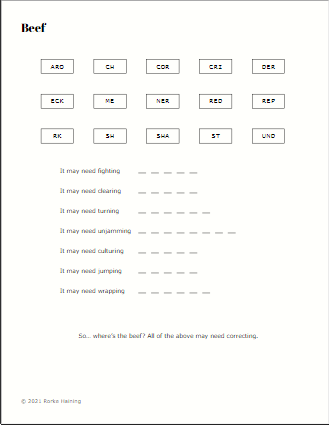 Beef
ARD CH COR CRI DER
ECK ME NER RED REP
RK SH SHA ST UND
It may need fighting _ _ _ _ _
It may need clearing _ _ _ _ _
It may need turning _ _ _ _ _ _
It may need unjamming _ _ _ _ _ _ _ _
It may need culturing _ _ _ _ _
It may need jumping _ _ _ _ _
It may need wrapping _ _ _ _ _ _
So... where's the beef? All of the above may need correcting.
© 2021 Rorke Haining